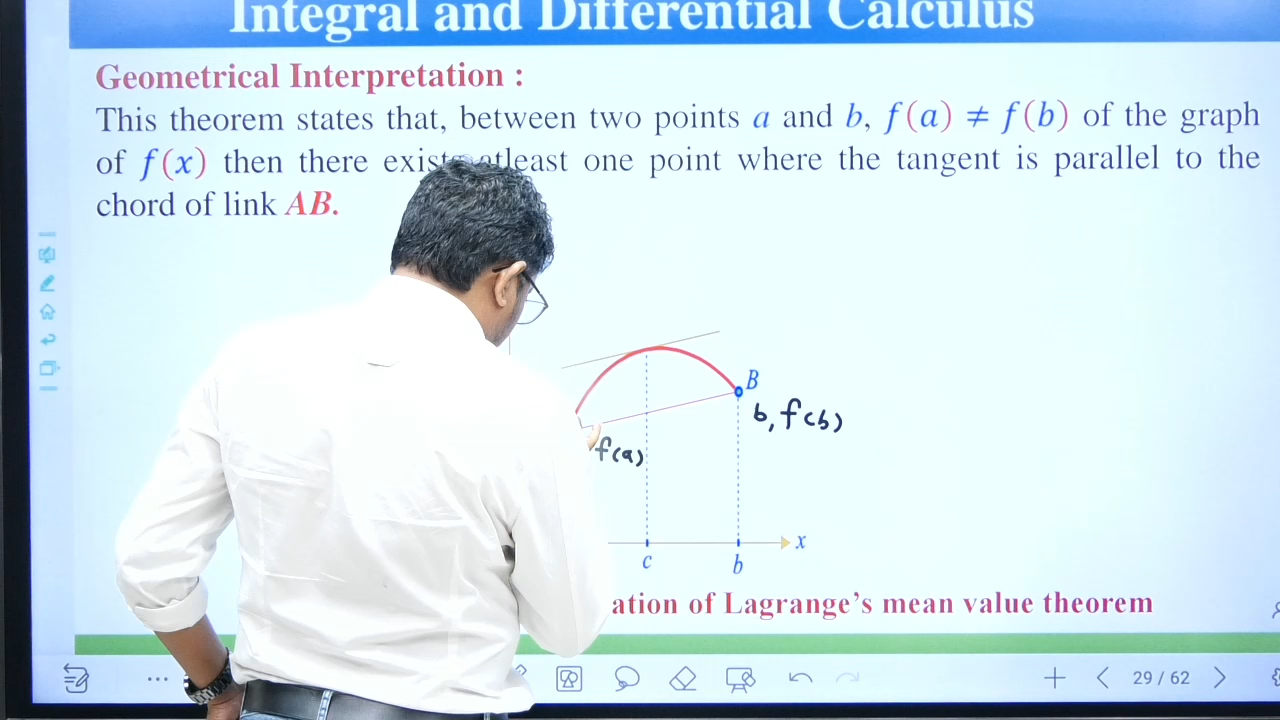 Integral and Differential Calculus
Geometrical Interpretation :
This theorem states that, between two points a and b, f(a) ≠ f(b) of the graph
of f(x) then there exists atleast one point where the tangent is parallel to the
chord of link AB.
B
b, f(b)
f(a)
x
c
b
ation of Lagrange's mean value theorem
29 / 62